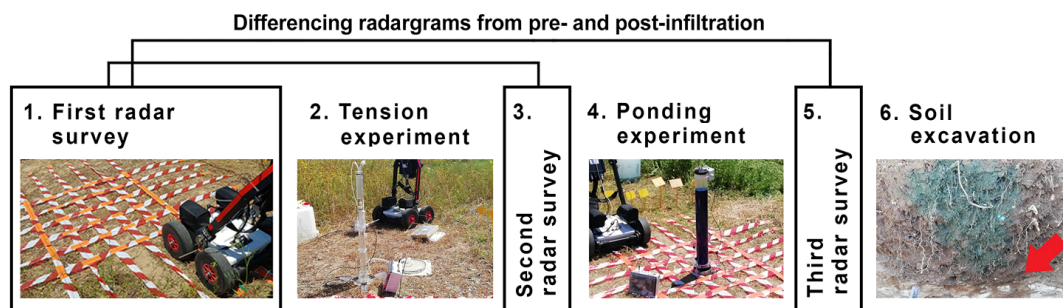 Differencing radargrams from pre- and post-infiltration
1. First radar
survey
2. Tension
experiment
3.
Second
radar survey
4. Ponding
experiment
5.
Third
radar survey
6. Soil
excavation